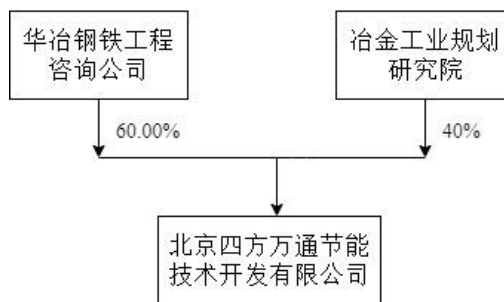 华冶钢铁工程
咨询公司
冶金工业规划
研究院
60.00%
40%
北京四方万通节能
技术开发有限公司